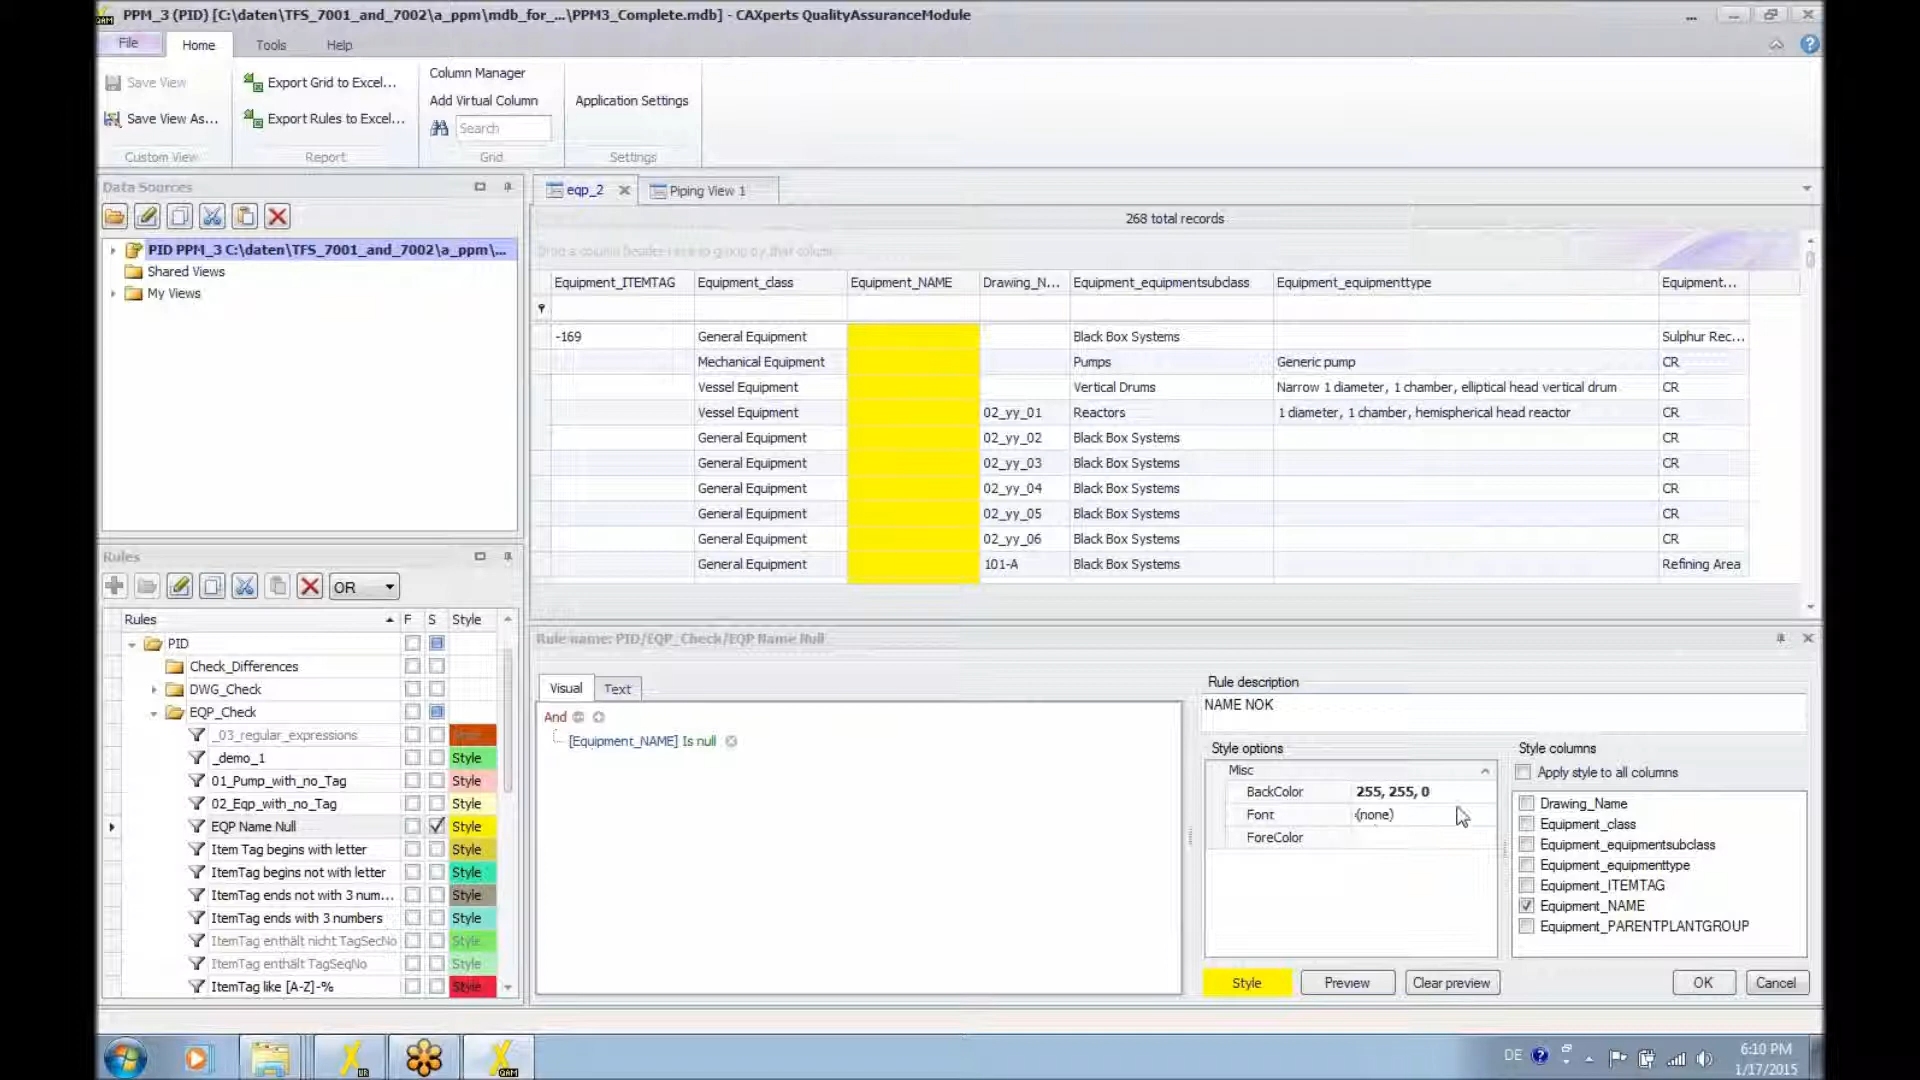 PPM_3 (PID) [C:\daten\TFS_7001_and_7002\a_ppm\mdb_for_...\PPM3_Complete.mdb] - CAXperts QualityAssuranceModule
File Home Tools Help
Save View
Save View As...
Custom View
Export Grid to Excel...
Export Rules to Excel...
Report
Column Manager
Add Virtual Column
Search
Grid
Application Settings
Settings
Data Sources
PID PPM_3 C:\daten\TFS_7001_and_7002\a_ppm\...
Shared Views
My Views
eqp_2 Piping View 1
268 total records
Drag a column header here to group by that column
Equipment_ITEMTAG Equipment_class Equipment_NAME Drawing_N... Equipment_equipmentsubclass Equipment_equipmenttype Equipment...
-169 General Equipment Black Box Systems Sulphur Rec...
Mechanical Equipment Pumps Generic pump CR
Vessel Equipment Vertical Drums Narrow 1 diameter, 1 chamber, elliptical head vertical drum CR
Vessel Equipment 02_yy_01 Reactors 1 diameter, 1 chamber, hemispherical head reactor CR
General Equipment 02_yy_02 Black Box Systems CR
General Equipment 02_yy_03 Black Box Systems CR
General Equipment 02_yy_04 Black Box Systems CR
General Equipment 02_yy_05 Black Box Systems CR
General Equipment 02_yy_06 Black Box Systems CR
General Equipment 101-A Black Box Systems Refining Area
Rules
OR
Rules F S Style
PID
Check_Differences
DWG_Check
EQP_Check
_03_regular_expressions
_demo_1 Style
01_Pump_with_no_Tag Style
02_Eqp_with_no_Tag Style
EQP Name Null Style
Item Tag begins with letter Style
ItemTag begins not with letter Style
ItemTag ends not with 3 num... Style
ItemTag ends with 3 numbers Style
ItemTag enthält nicht TagSeqNo Style
ItemTag enthält TagSeqNo Style
ItemTag like [A-Z]-% Style
Rule name: PID/EQP_Check/EQP Name Null
Visual Text
And
[Equipment_NAME] Is null
Rule description
NAME NOK
Style options
Misc
BackColor 255, 255, 0
Font (none)
ForeColor
Style columns
Apply style to all columns
Drawing_Name
Equipment_class
Equipment_equipmentsubclass
Equipment_equipmenttype
Equipment_ITEMTAG
Equipment_NAME
Equipment_PARENTPLANTGROUP
Style Preview Clear preview OK Cancel
QAM
DE
6:10 PM
1/17/2015